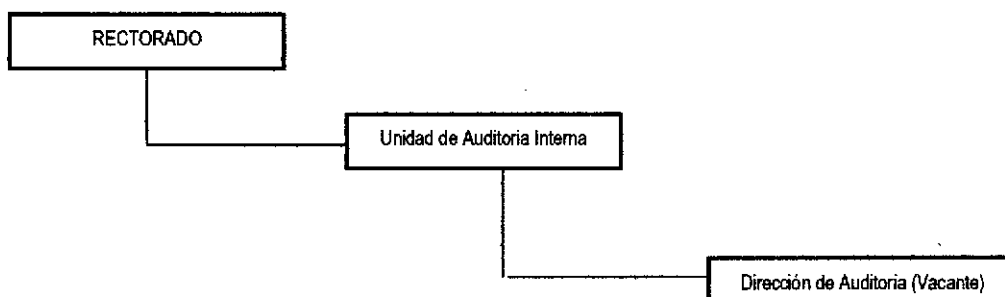 RECTORADO
Unidad de Auditoria Interna
Dirección de Auditoria (Vacante)